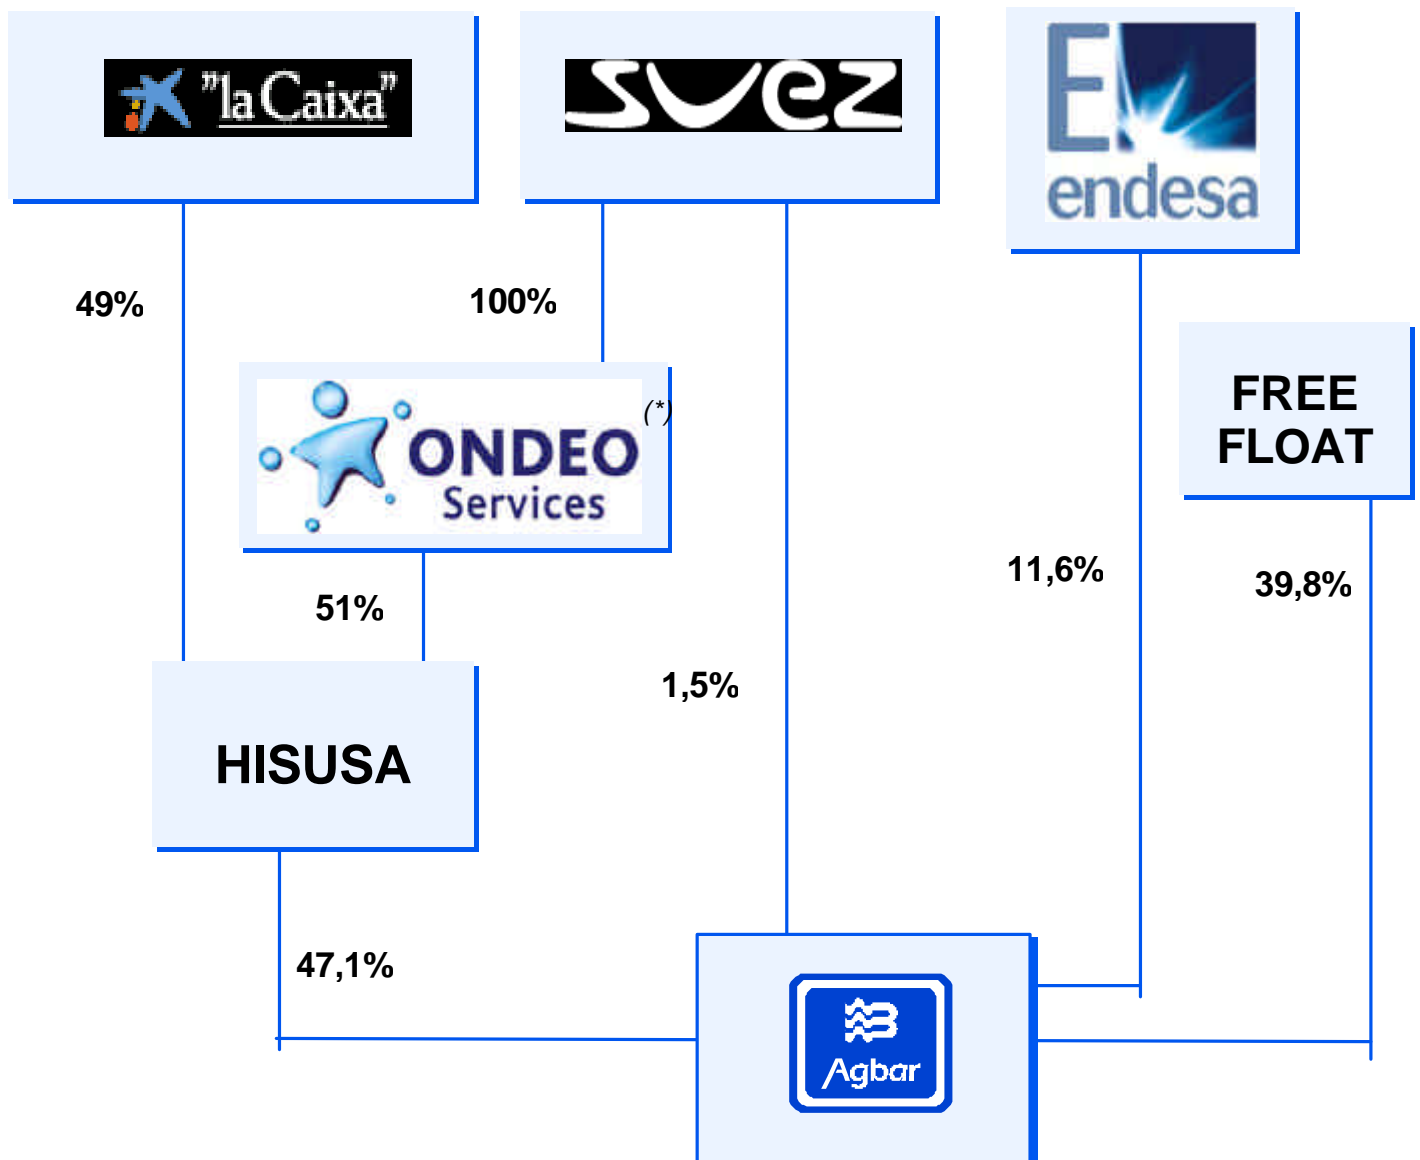 "la Caixa"
suez
endesa
49%
100%
FREE
FLOAT
(*)
ONDEO
Services
11,6%
39,8%
51%
1,5%
HISUSA
47,1%
Agbar